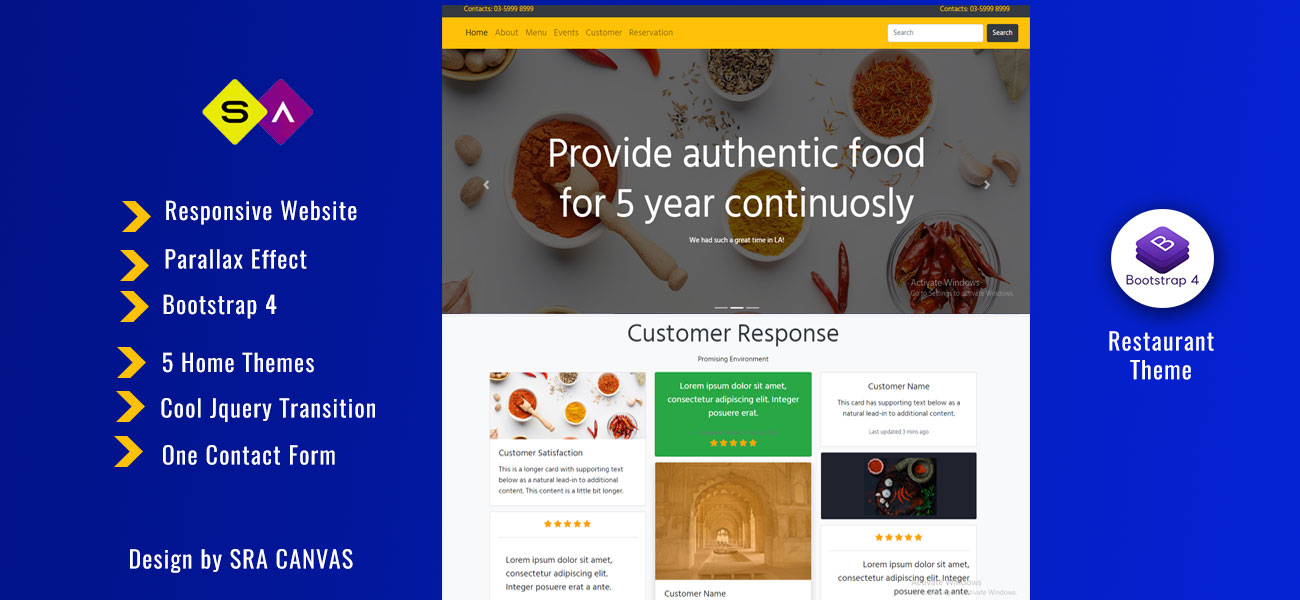 S A
Responsive Website
Parallax Effect
Bootstrap 4
5 Home Themes
Cool Jquery Transition
One Contact Form
Design by SRA CANVAS
Contacts: 03-5999 8999
Contacts: 03-5999 8999
Home About Menu Events Customer Reservation
Search
Search
Provide authentic food
for 5 year continuosly
We had such a great time in LA!
Activate Windows
Go to Settings to activate Windows.
Customer Response
Promising Environment
Customer Satisfaction
This is a longer card with supporting text
below as a natural lead-in to additional
content. This content is a little bit longer.
Lorem ipsum dolor sit amet,
consectetur adipiscing elit. Integer
posuere erat a ante.
Lorem ipsum dolor sit amet,
consectetur adipiscing elit. Integer
posuere erat.
Customer Name
Customer Name
This card has supporting text below as a
natural lead-in to additional content.
Last updated 3 mins ago
Lorem ipsum dolor sit amet,
consectetur adipiscing elit. Integer
posuere erat a ante.
Activate Windows
B
Bootstrap 4
Restaurant
Theme